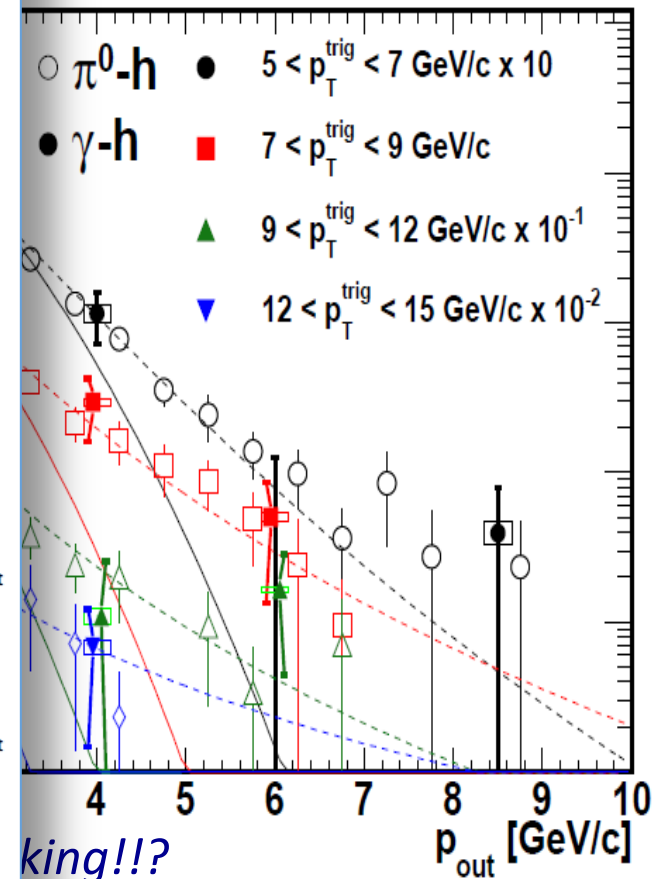 π⁰-h 5 < p_T^trig < 7 GeV/c x 10
γ-h 7 < p_T^trig < 9 GeV/c
9 < p_T^trig < 12 GeV/c x 10⁻¹
12 < p_T^trig < 15 GeV/c x 10⁻²
t
t
4 5 6 7 8 9 10
p_out [GeV/c]
king!!?